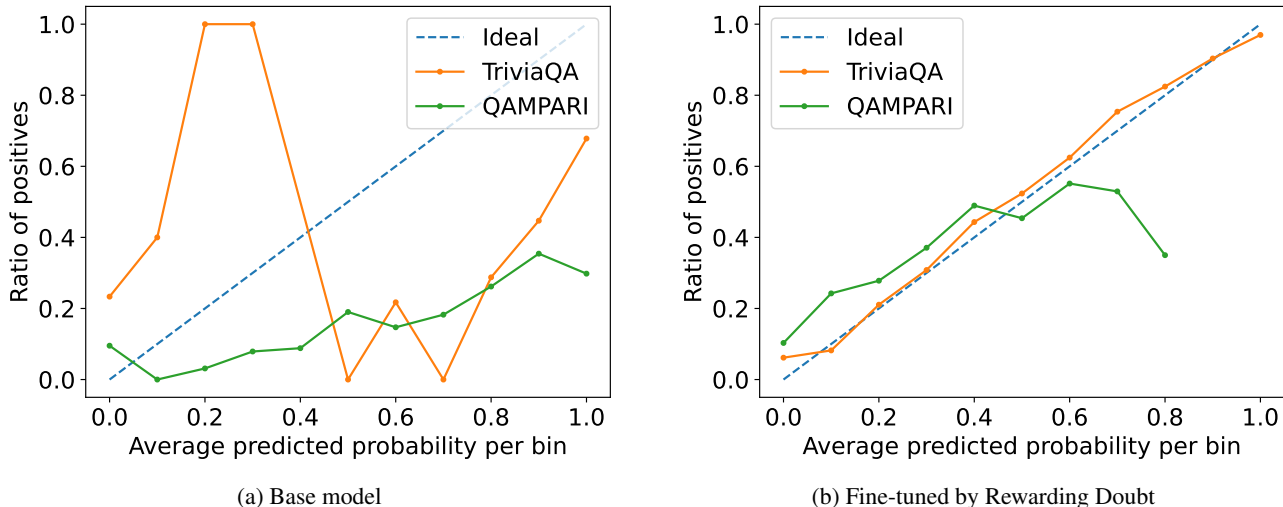 1.0
0.8
0.6
0.4
0.2
0.0
Ratio of positives
0.0 0.2 0.4 0.6 0.8 1.0
Average predicted probability per bin
Ideal
TriviaQA
QAMPARI
(a) Base model
1.0
0.8
0.6
0.4
0.2
0.0
Ratio of positives
0.0 0.2 0.4 0.6 0.8 1.0
Average predicted probability per bin
Ideal
TriviaQA
QAMPARI
(b) Fine-tuned by Rewarding Doubt